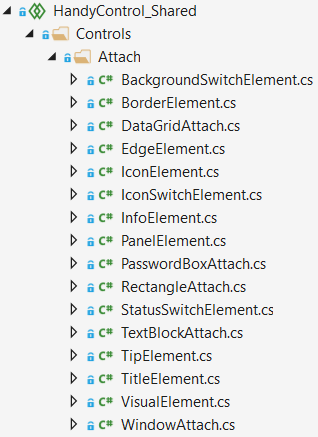 HandyControl_Shared
Controls
Attach
C# BackgroundSwitchElement.cs
C# BorderElement.cs
C# DataGridAttach.cs
C# EdgeElement.cs
C# IconElement.cs
C# IconSwitchElement.cs
C# InfoElement.cs
C# PanelElement.cs
C# PasswordBoxAttach.cs
C# RectangleAttach.cs
C# StatusSwitchElement.cs
C# TextBlockAttach.cs
C# TipElement.cs
C# TitleElement.cs
C# VisualElement.cs
C# WindowAttach.cs